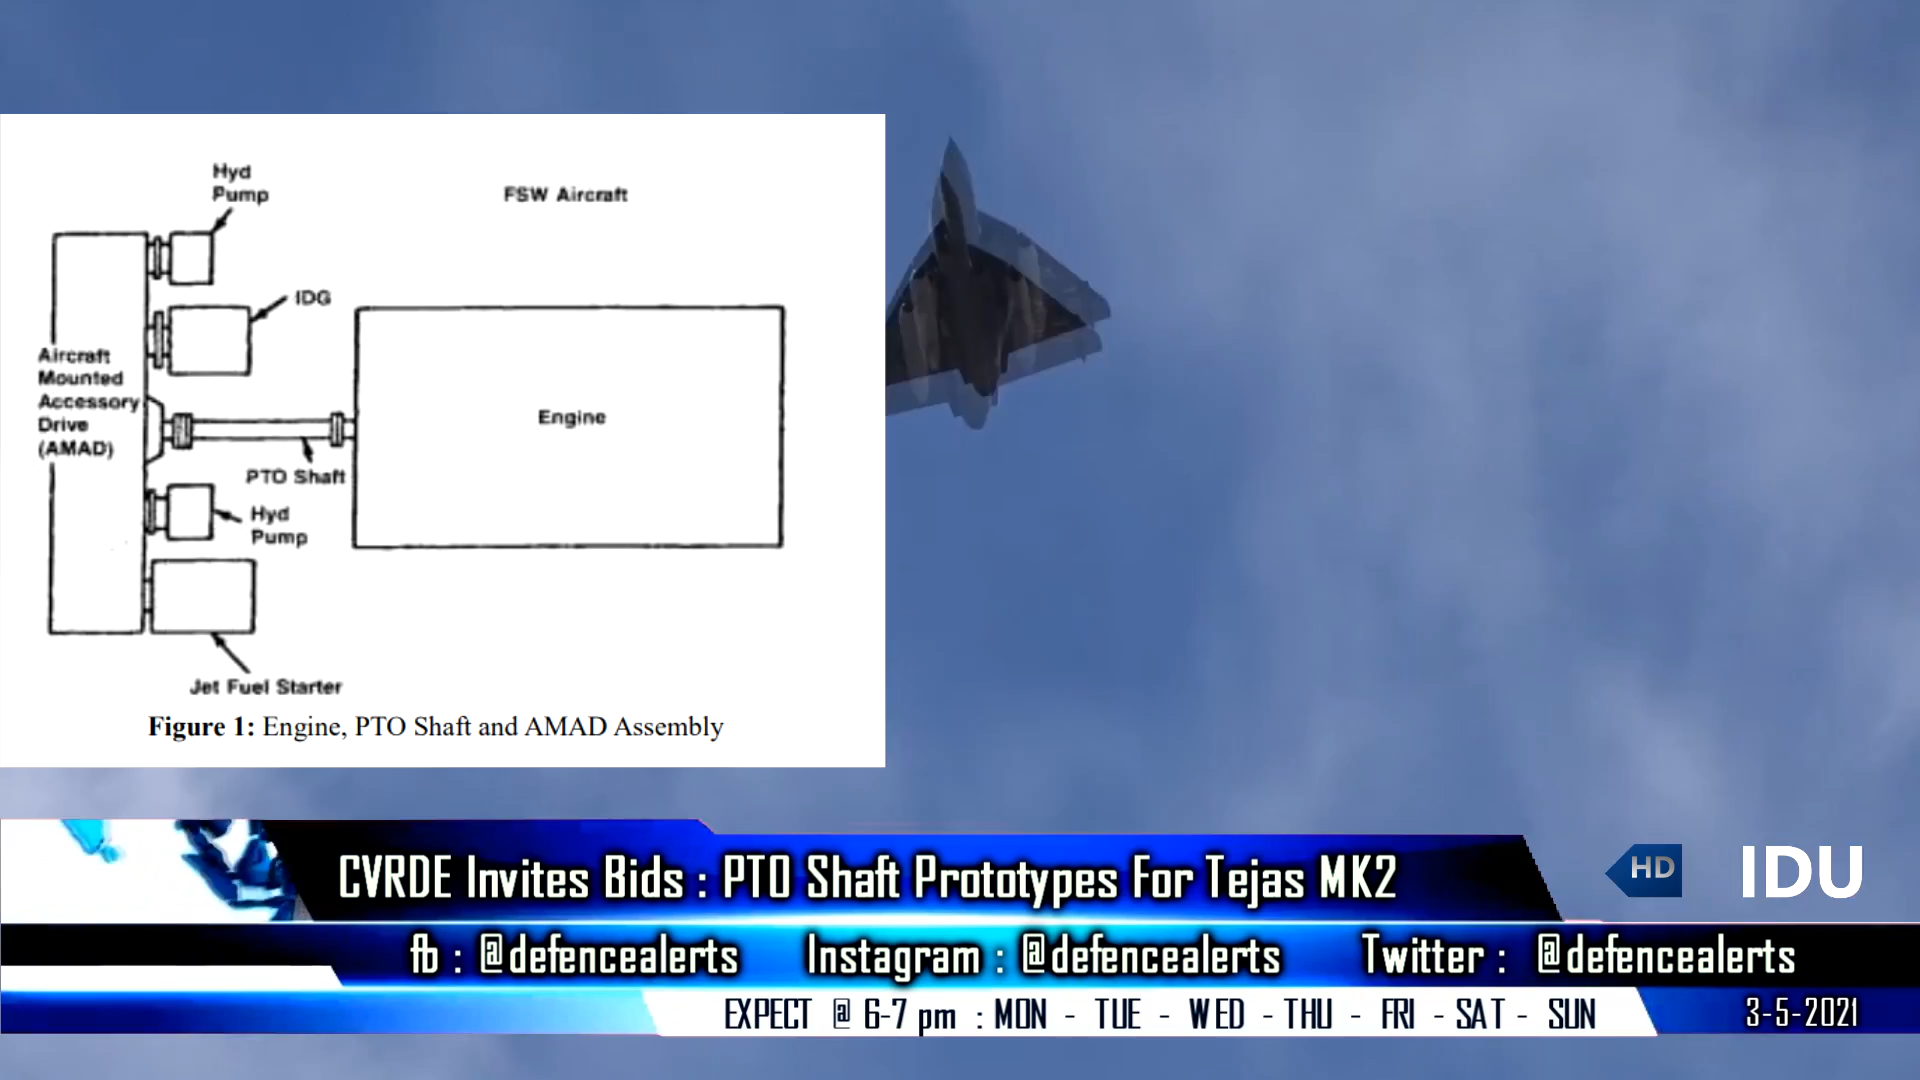 Hyd
Pump
FSW Aircraft
IDG
Aircraft
Mounted
Accessory
Drive
(AMAD)
Engine
PTO Shaft
Hyd
Pump
Jet Fuel Starter
Figure 1: Engine, PTO Shaft and AMAD Assembly
CVRDE Invites Bids : PTO Shaft Prototypes For Tejas MK2
HD
IDU
fb : @defencealerts Instagram : @defencealerts Twitter : @defencealerts
EXPECT @ 6-7 pm : MON - TUE - WED - THU - FRI - SAT - SUN
3-5-2021